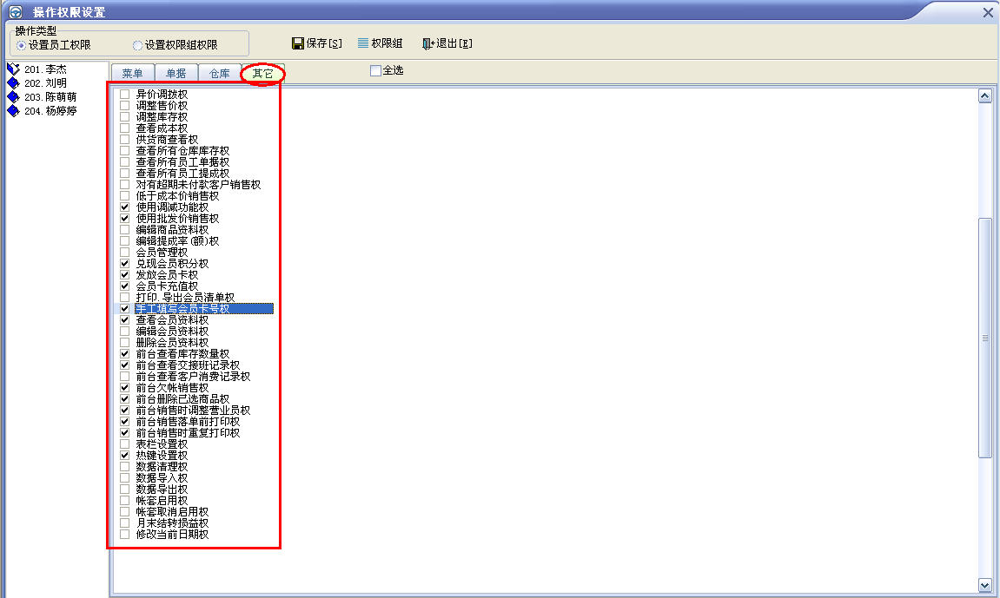 操作权限设置
操作类型
设置员工权限 设置权限组权限 保存[S] 权限组 退出[E]
201.李杰
202.刘明
203.陈萌萌
204.杨婷婷
菜单 单据 仓库 其它 全选
异价调拨权
调整售价权
调整库存权
查看成本权
供货商查看权
查看所有仓库库存权
查看所有员工单据权
查看所有员工提成权
对有超期未付款客户销售权
低于成本价销售权
使用调减功能权
使用批发价销售权
编辑商品资料权
编辑提成率(额)权
会员管理权
兑现会员积分权
发放会员卡权
会员卡充值权
打印.导出会员清单权
手工填写会员卡号权
查看会员资料权
编辑会员资料权
删除会员资料权
前台查看库存数量权
前台查看交接班记录权
前台查看客户消费记录权
前台欠帐销售权
前台删除已选商品权
前台销售时调整营业员权
前台销售落单前打印权
前台销售时重复打印权
表栏设置权
热键设置权
数据清理权
数据导入权
数据导出权
帐套启用权
帐套取消启用权
月末结转损益权
修改当前日期权